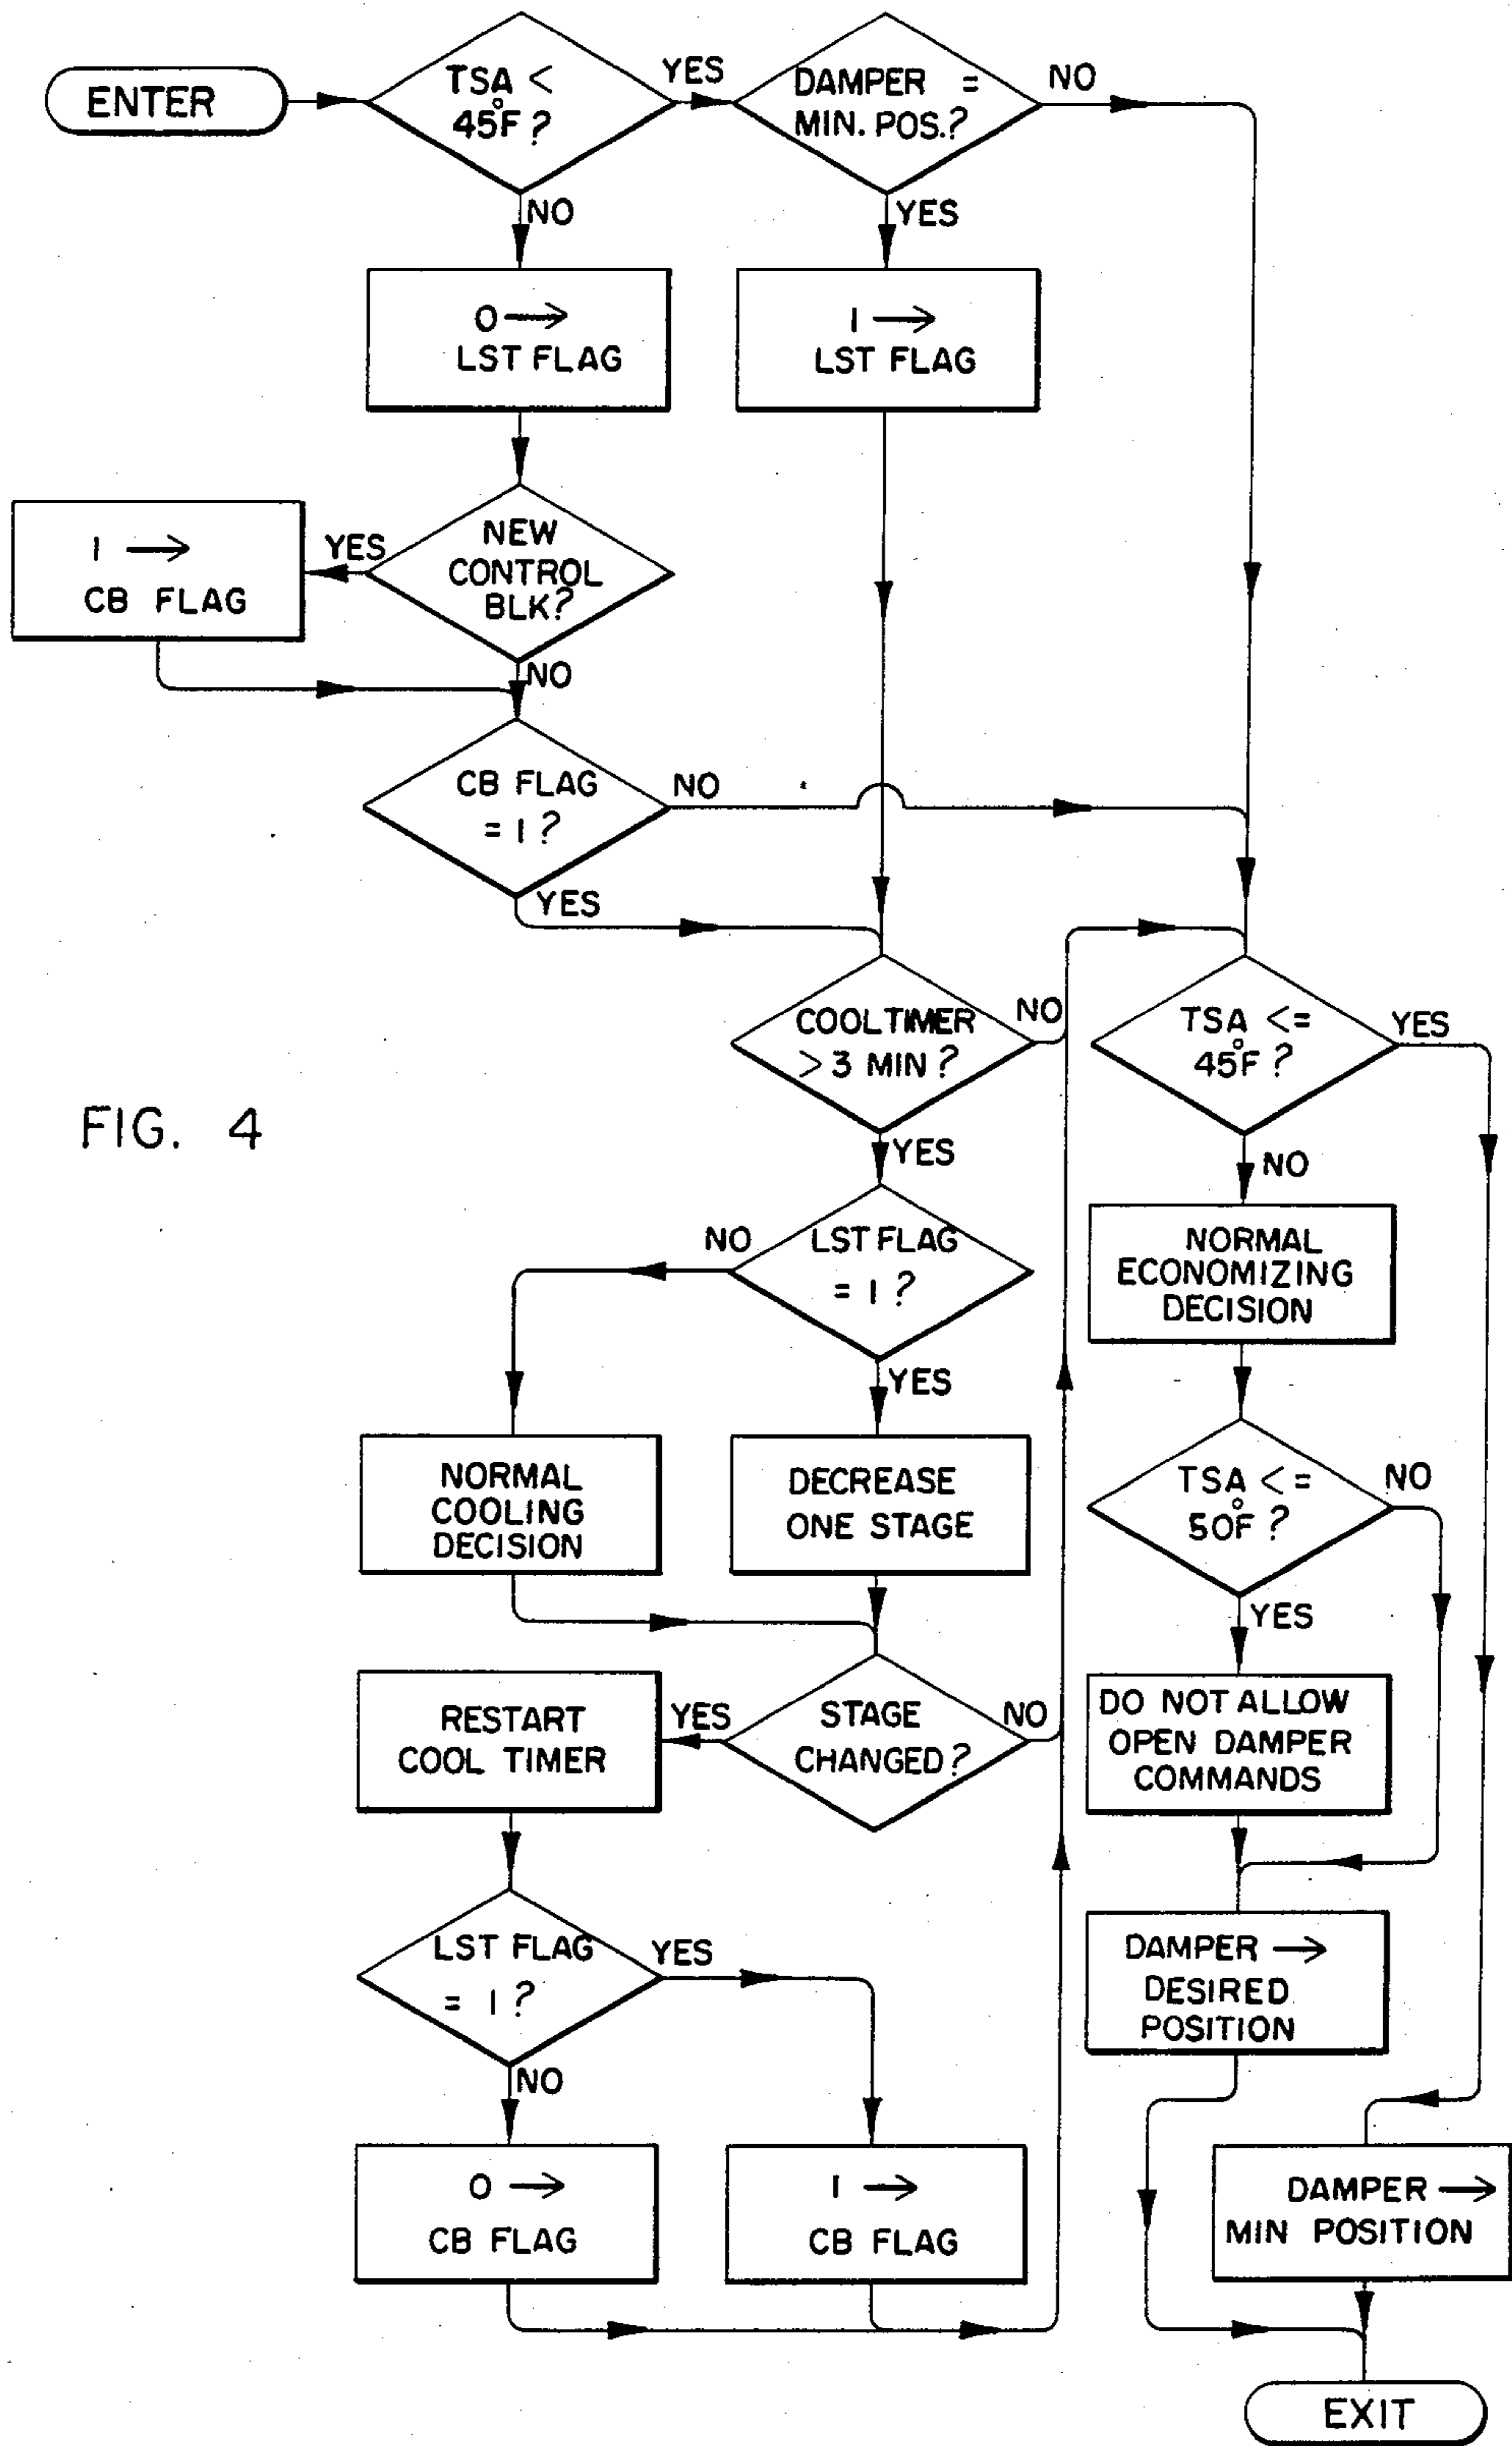 ENTER
TSA <
45°F ?
YES
DAMPER =
MIN. POS.?
NO
NO
YES
0 →
LST FLAG
1 →
LST FLAG
NEW
CONTROL
BLK?
YES
1 →
CB FLAG
NO
CB FLAG
= 1 ?
NO
YES
COOL TIMER
> 3 MIN ?
NO
TSA <=
45°F ?
YES
FIG. 4
YES
NO
LST FLAG
= 1 ?
NO
NORMAL
ECONOMIZING
DECISION
YES
NORMAL
COOLING
DECISION
DECREASE
ONE STAGE
TSA <=
50°F ?
NO
YES
RESTART
COOL TIMER
YES
STAGE
CHANGED?
NO
DO NOT ALLOW
OPEN DAMPER
COMMANDS
LST FLAG
= 1 ?
YES
DAMPER →
DESIRED
POSITION
NO
0 →
CB FLAG
1 →
CB FLAG
DAMPER →
MIN POSITION
EXIT